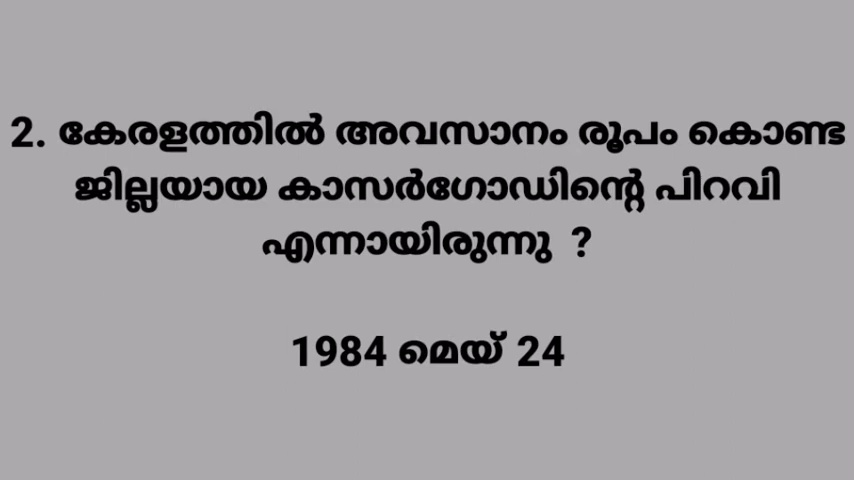 2. കേരളത്തിൽ അവസാനം രൂപം കൊണ്ട
ജില്ലയായ കാസർഗോഡിന്റെ പിറവി
എന്നായിരുന്നു ?
1984 മെയ് 24